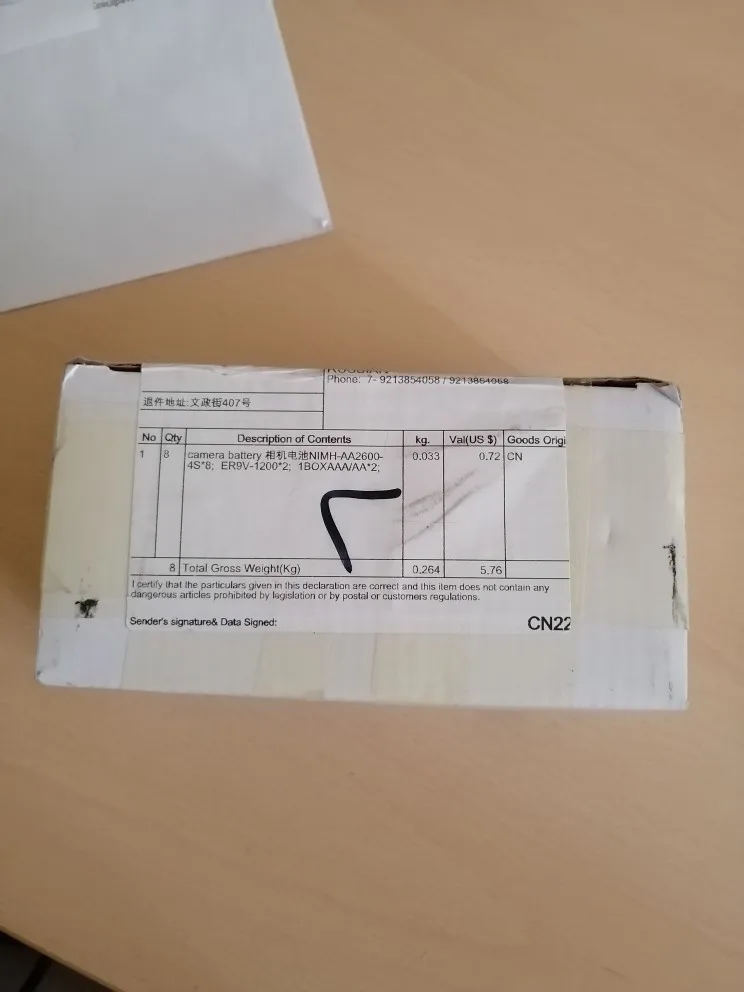 Phone: 7- 9213854058 / 9213854058
退件地址:文政街407号
No Qty Description of Contents kg. Val(US $) Goods Origi
1 8 camera battery 相机电池NIMH-AA2600- 0.033 0.72 CN
4S*8; ER9V-1200*2; 1BOXAAA/AA*2;
8 Total Gross Weight(Kg) 0.264 5.76
I certify that the particulars given in this declaration are correct and this item does not contain any
dangerous articles prohibited by legislation or by postal or customers regulations.
Sender's signature& Data Signed: CN22